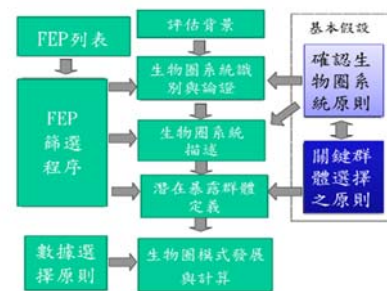 FEP列表
評估背景
基本假設
生物圈系統識
別與論證
確認生
物圈系
統原則
FEP
篩選
程序
生物圈系統
描述
潛在暴露群體
定義
關鍵群
體選擇
之原則
數據選
擇原則
生物圈模式發展
與計算